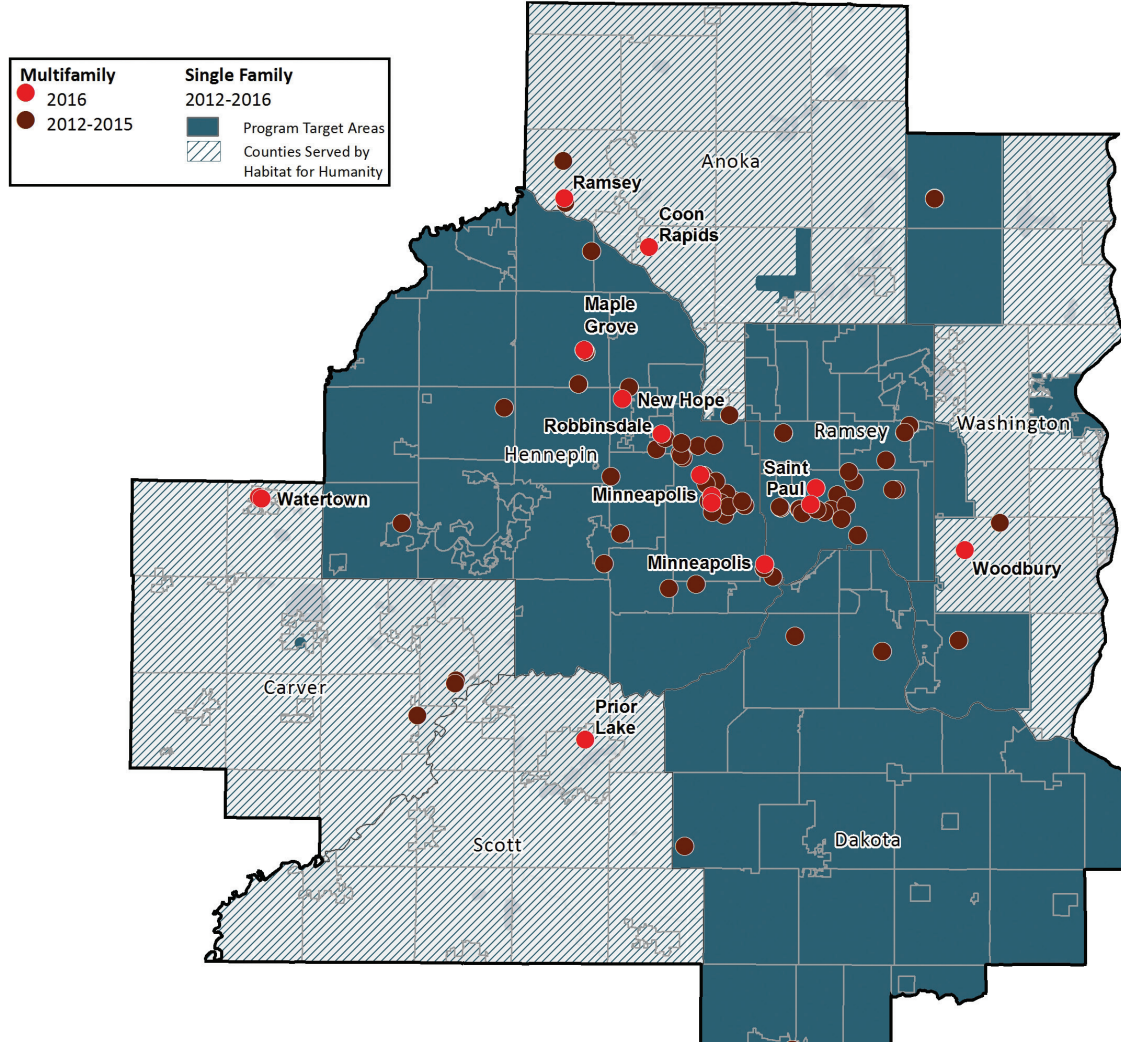 Multifamily
2016
2012-2015
Single Family
2012-2016
Program Target Areas
Counties Served by
Habitat for Humanity
Anoka
Ramsey
Coon
Rapids
Maple
Grove
New Hope
Robbinsdale
Hennepin
Ramsey
Washington
Saint
Paul
Minneapolis
Watertown
Minneapolis
Woodbury
Carver
Prior
Lake
Scott
Dakota